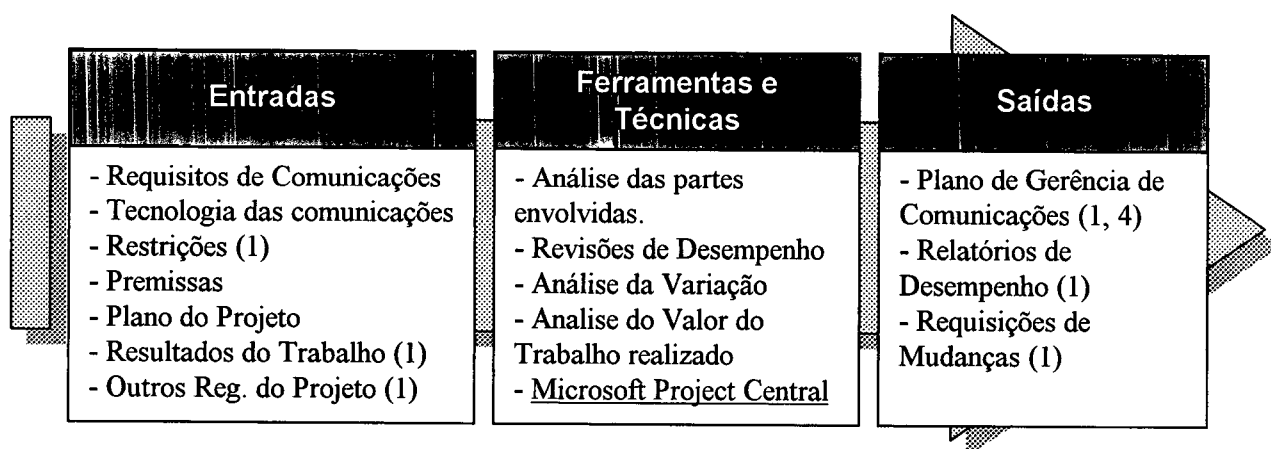 Entradas
- Requisitos de Comunicações
- Tecnologia das comunicações
- Restrições (1)
- Premissas
- Plano do Projeto
- Resultados do Trabalho (1)
- Outros Reg. do Projeto (1)
Ferramentas e
Técnicas
- Análise das partes
envolvidas.
- Revisões de Desempenho
- Análise da Variação
- Analise do Valor do
Trabalho realizado
- Microsoft Project Central
Saídas
- Plano de Gerência de
Comunicações (1, 4)
- Relatórios de
Desempenho (1)
- Requisições de
Mudanças (1)